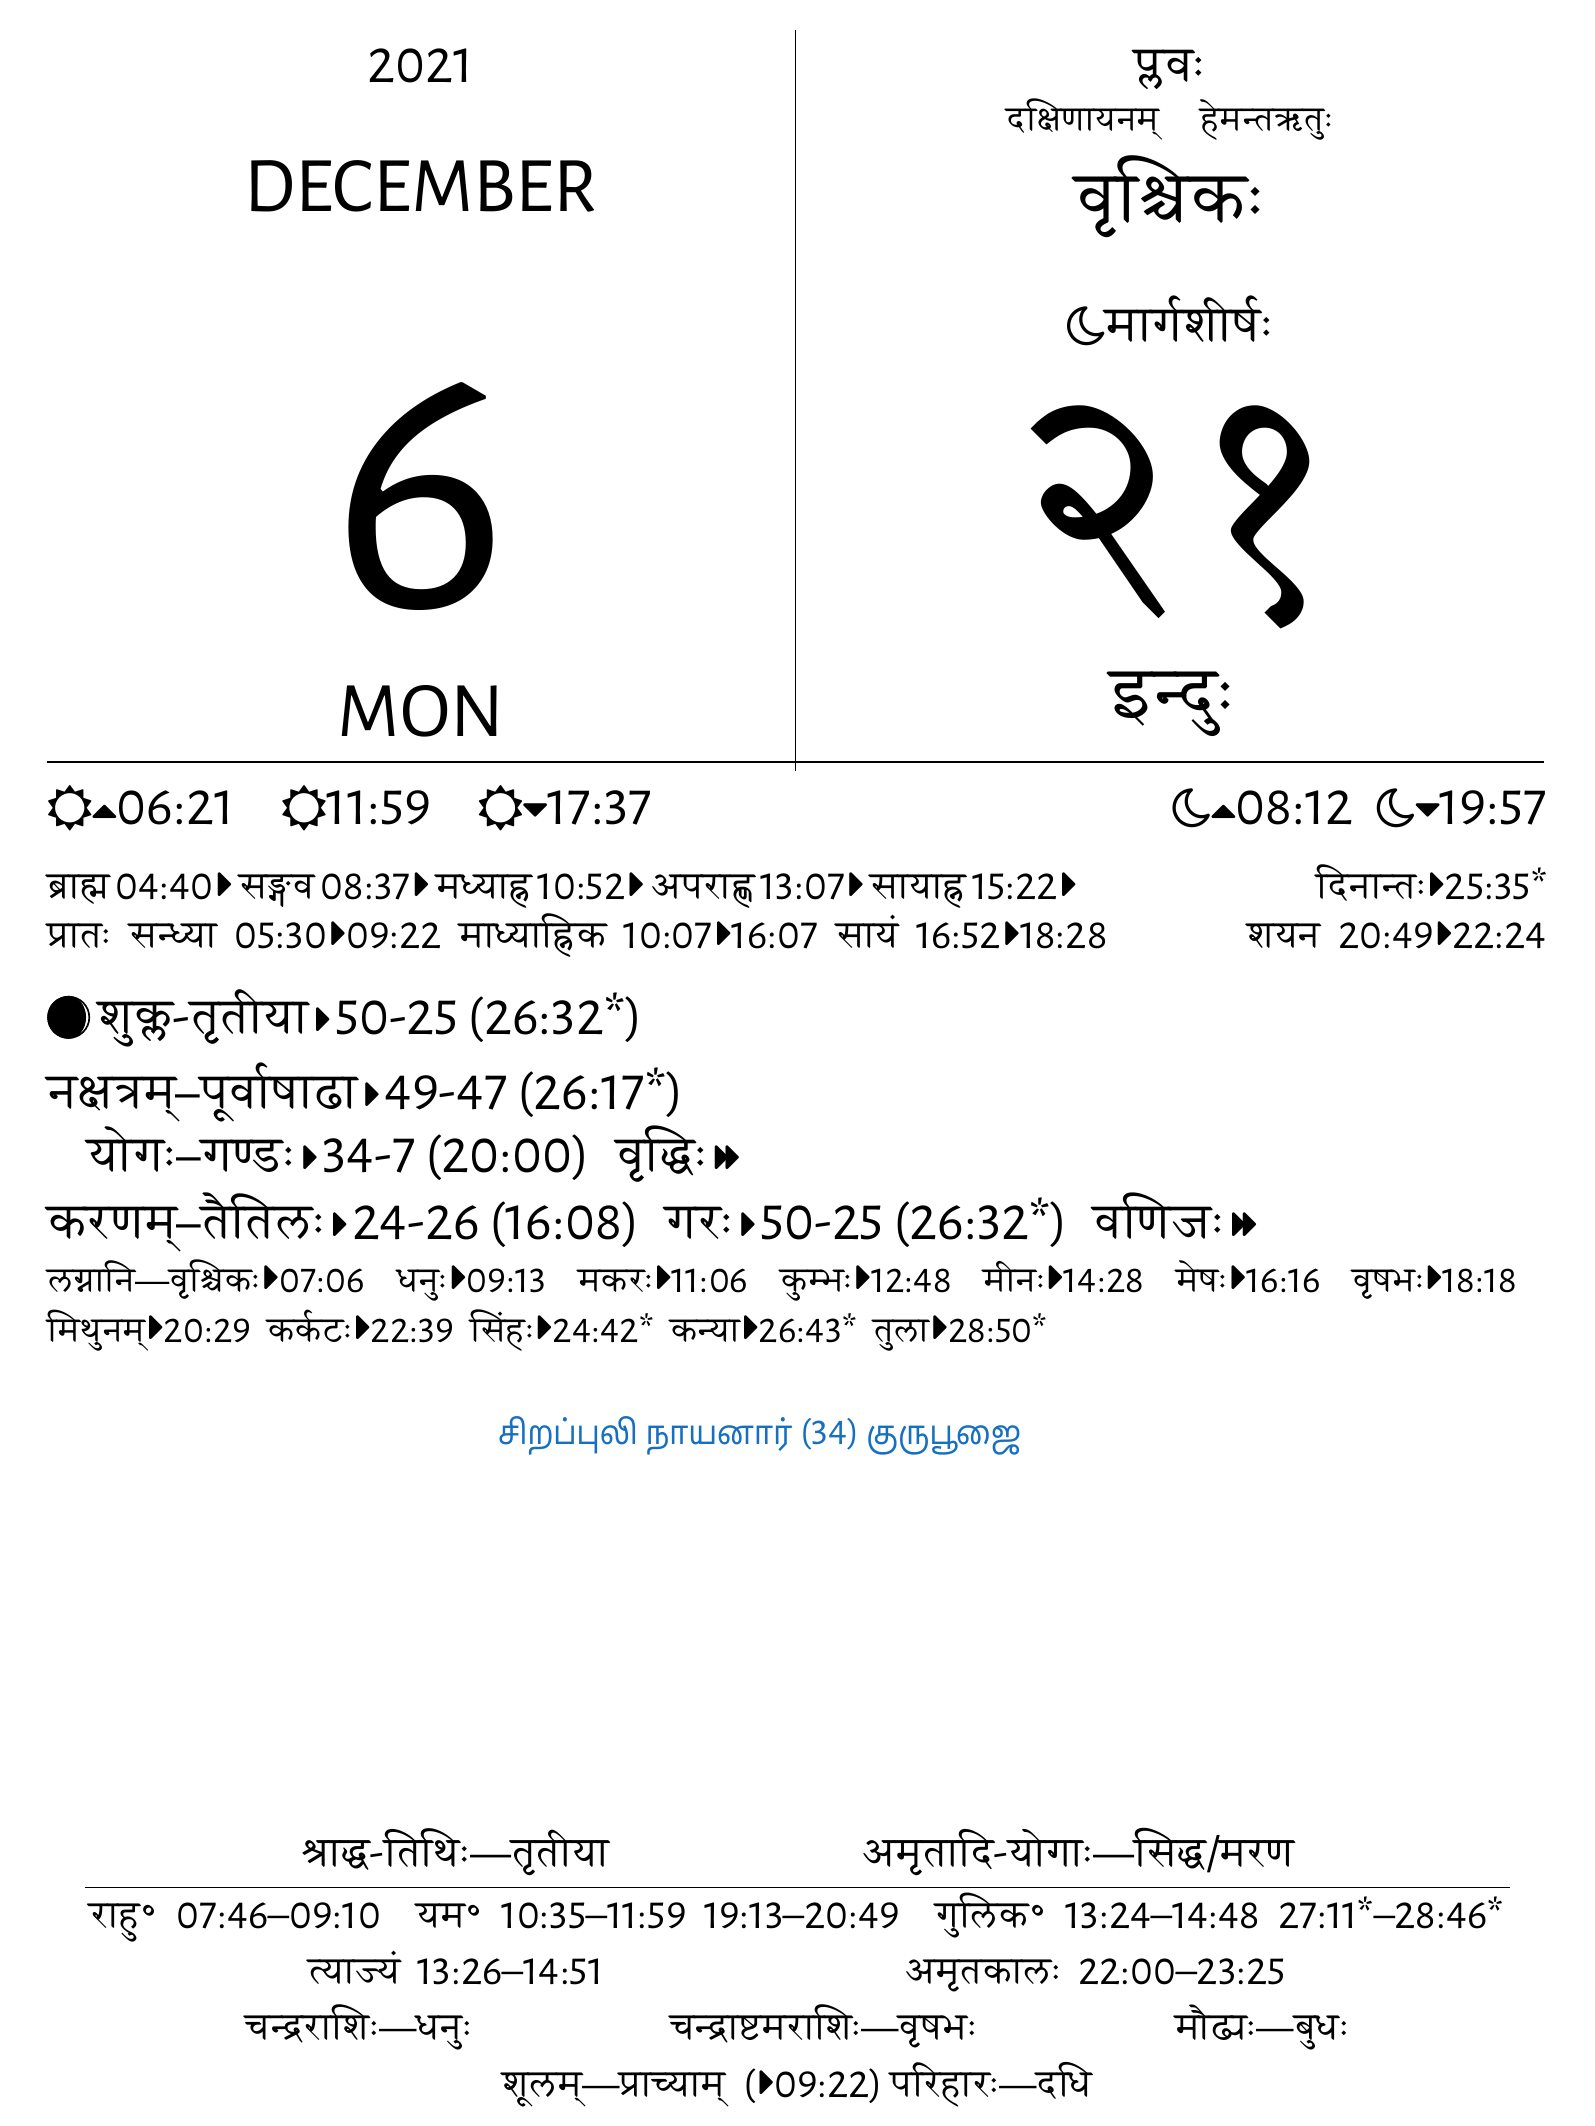 2021
DECEMBER
6
MON
प्लवः
दक्षिणायनम् हेमन्तऋतुः
वृश्चिकः
मार्गशीर्षः
२१
इन्दुः
06:21 11:59 17:37 08:12 19:57
ब्राह्म 04:40 सङ्गव 08:37 मध्याह्न 10:52 अपराह्ण 13:07 सायाह्न 15:22 दिनान्तः 25:35*
प्रातः सन्ध्या 05:30 09:22 माध्याह्निक 10:07 16:07 सायं 16:52 18:28 शयन 20:49 22:24
शुक्ल-तृतीया 50-25 (26:32*)
नक्षत्रम्–पूर्वाषाढा 49-47 (26:17*)
योगः–गण्डः 34-7 (20:00) वृद्धिः
करणम्–तैतिलः 24-26 (16:08) गरः 50-25 (26:32*) वणिजः
लग्नानि—वृश्चिकः 07:06 धनुः 09:13 मकरः 11:06 कुम्भः 12:48 मीनः 14:28 मेषः 16:16 वृषभः 18:18
मिथुनम् 20:29 कर्कटः 22:39 सिंहः 24:42* कन्या 26:43* तुला 28:50*
சிறப்புலி நாயனார் (34) குருபூஜை
श्राद्ध-तिथिः—तृतीया अमृतादि-योगाः—सिद्ध/मरण
राहु॰ 07:46–09:10 यम॰ 10:35–11:59 19:13–20:49 गुलिक॰ 13:24–14:48 27:11*–28:46*
त्याज्यं 13:26–14:51 अमृतकालः 22:00–23:25
चन्द्रराशिः—धनुः चन्द्राष्टमराशिः—वृषभः मौढ्यः—बुधः
शूलम्—प्राच्याम् (09:22) परिहारः—दधि